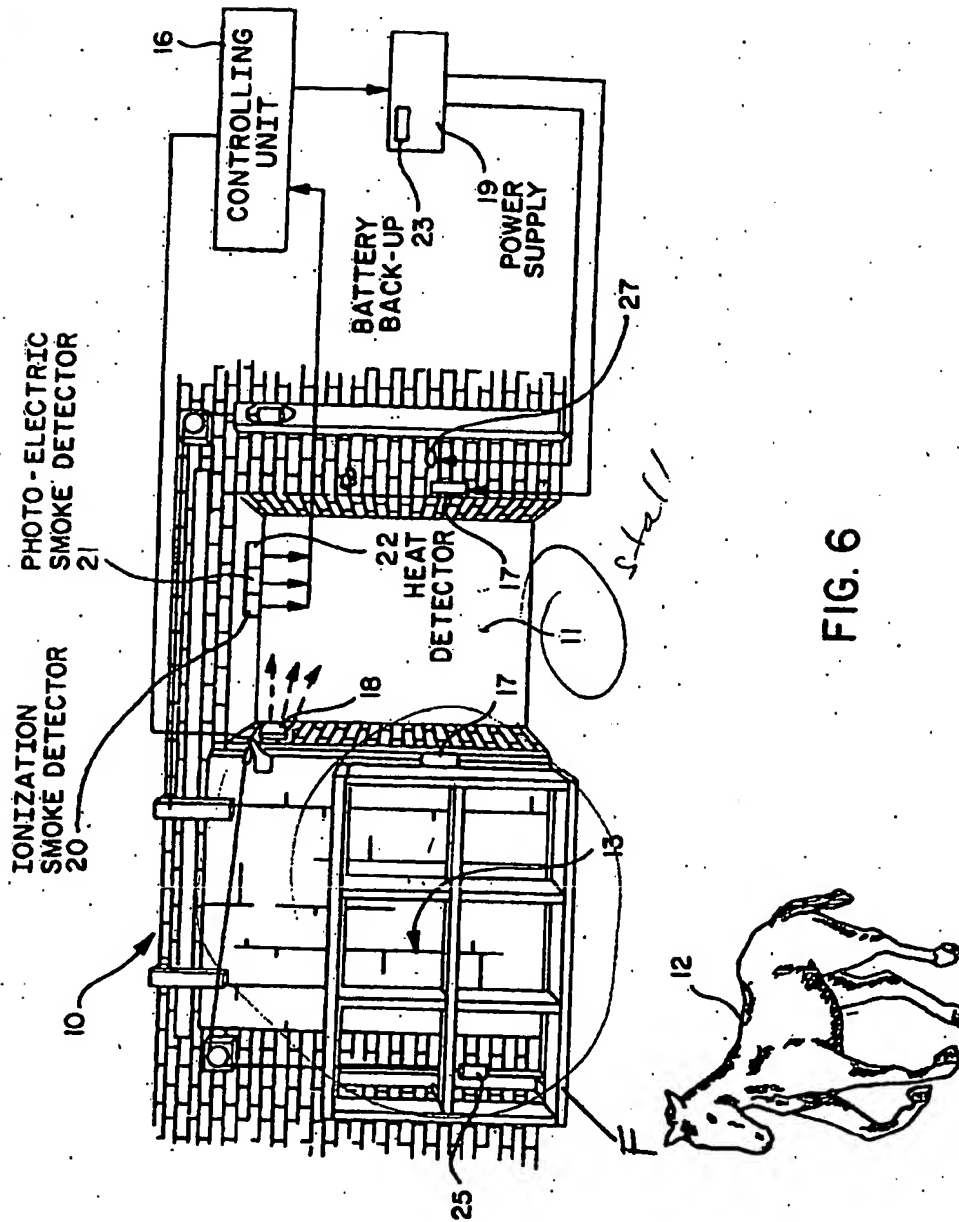 IONIZATION
SMOKE DETECTOR
20
PHOTO-ELECTRIC
SMOKE DETECTOR
21
16
CONTROLLING
UNIT
10
22
HEAT
DETECTOR
18
17
17
13
11
BATTERY
BACK-UP
23
19
POWER
SUPPLY
27
25
F
12
stall
FIG. 6